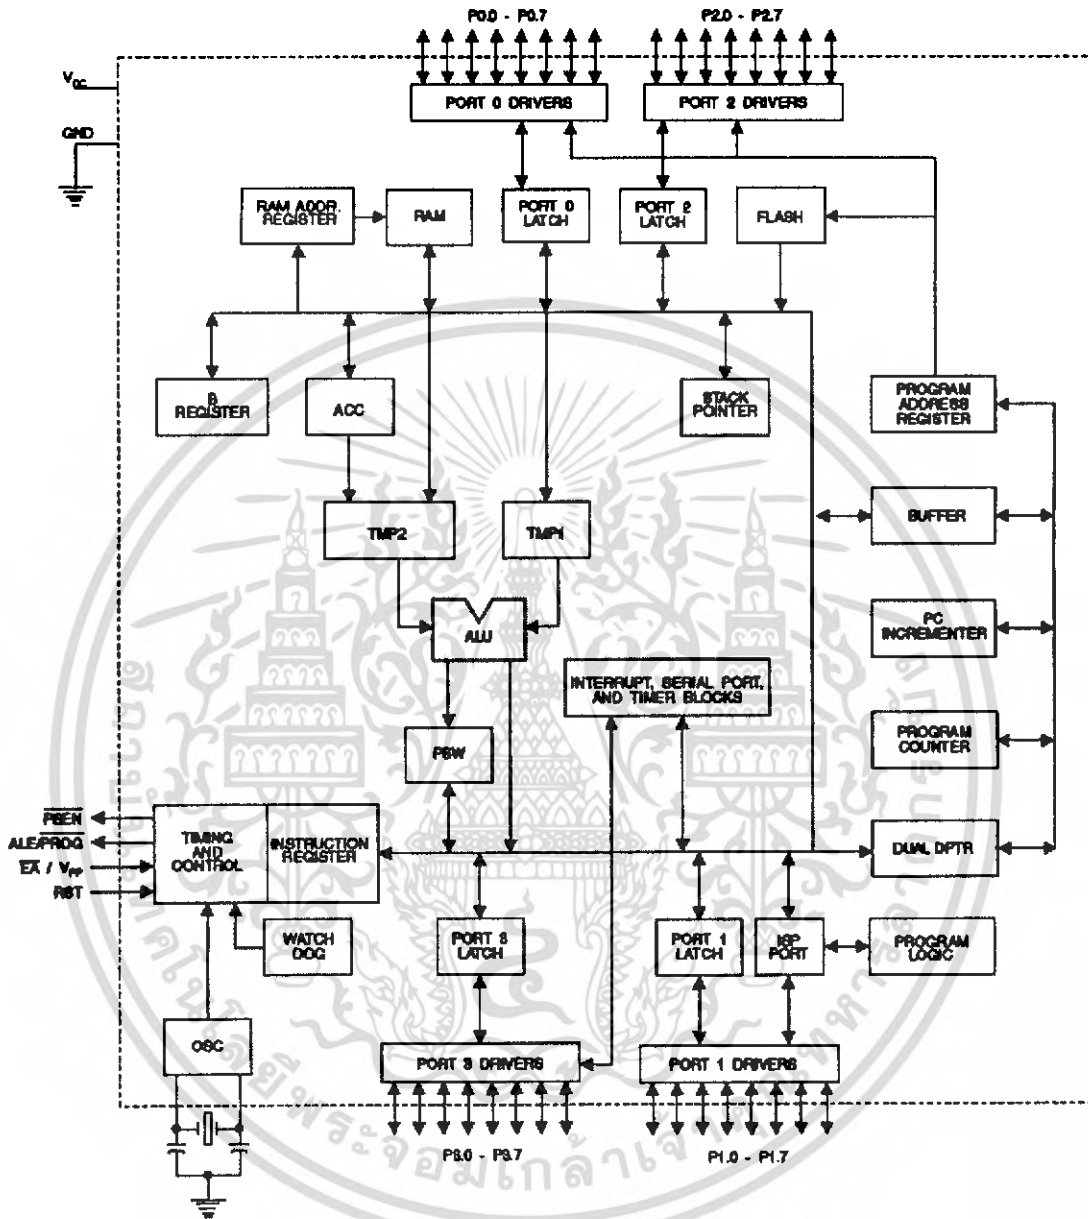 P0.0 - P0.7
P2.0 - P2.7
VCC
GND
PORT 0 DRIVERS
PORT 2 DRIVERS
RAM ADDR.
REGISTER
RAM
PORT 0
LATCH
PORT 2
LATCH
FLASH
B
REGISTER
ACC
STACK
POINTER
PROGRAM
ADDRESS
REGISTER
TMP2
TMP1
BUFFER
ALU
PC
INCREMENTER
INTERRUPT, SERIAL PORT,
AND TIMER BLOCKS
PSW
PROGRAM
COUNTER
PSEN
ALE/PROG
EA / VPP
RST
TIMING
AND
CONTROL
INSTRUCTION
REGISTER
DUAL DPTR
WATCH
DOG
PORT 3
LATCH
PORT 1
LATCH
ISP
PORT
PROGRAM
LOGIC
OSC
PORT 3 DRIVERS
PORT 1 DRIVERS
P3.0 - P3.7
P1.0 - P1.7